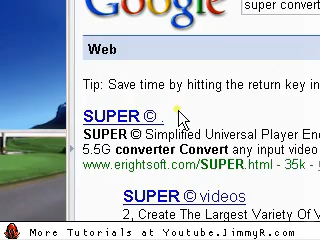 Google
super convert
Web
Tip: Save time by hitting the return key in
SUPER © .
SUPER © Simplified Universal Player En
5.5G converter Convert any input video
www.erightsoft.com/SUPER.html - 35k -
SUPER © videos
2, Create The Largest Variety Of V
More Tutorials at Youtube.JimmyR.com